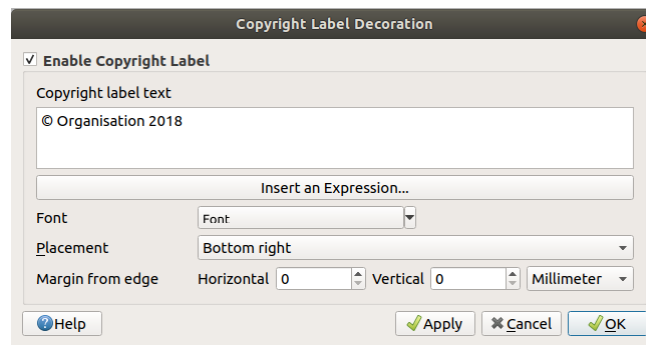 Copyright Label Decoration
Enable Copyright Label
Copyright label text
© Organisation 2018
Insert an Expression...
Font Font
Placement Bottom right
Margin from edge Horizontal 0 Vertical 0 Millimeter
Help Apply Cancel OK